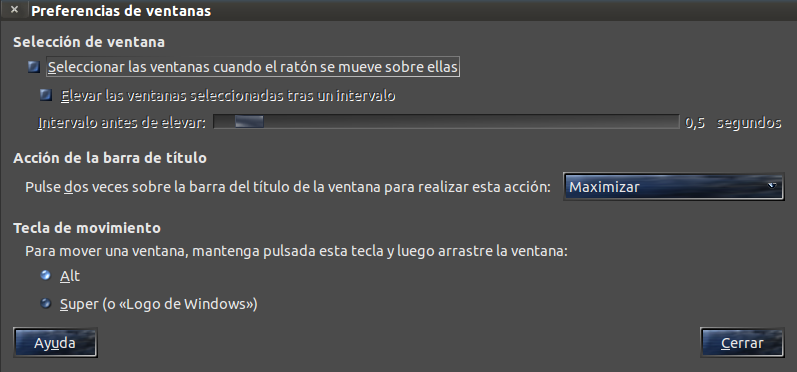 Preferencias de ventanas
Selección de ventana
Seleccionar las ventanas cuando el ratón se mueve sobre ellas
Elevar las ventanas seleccionadas tras un intervalo
Intervalo antes de elevar: 0,5 segundos
Acción de la barra de título
Pulse dos veces sobre la barra del título de la ventana para realizar esta acción: Maximizar
Tecla de movimiento
Para mover una ventana, mantenga pulsada esta tecla y luego arrastre la ventana:
Alt
Super (o «Logo de Windows»)
Ayuda Cerrar